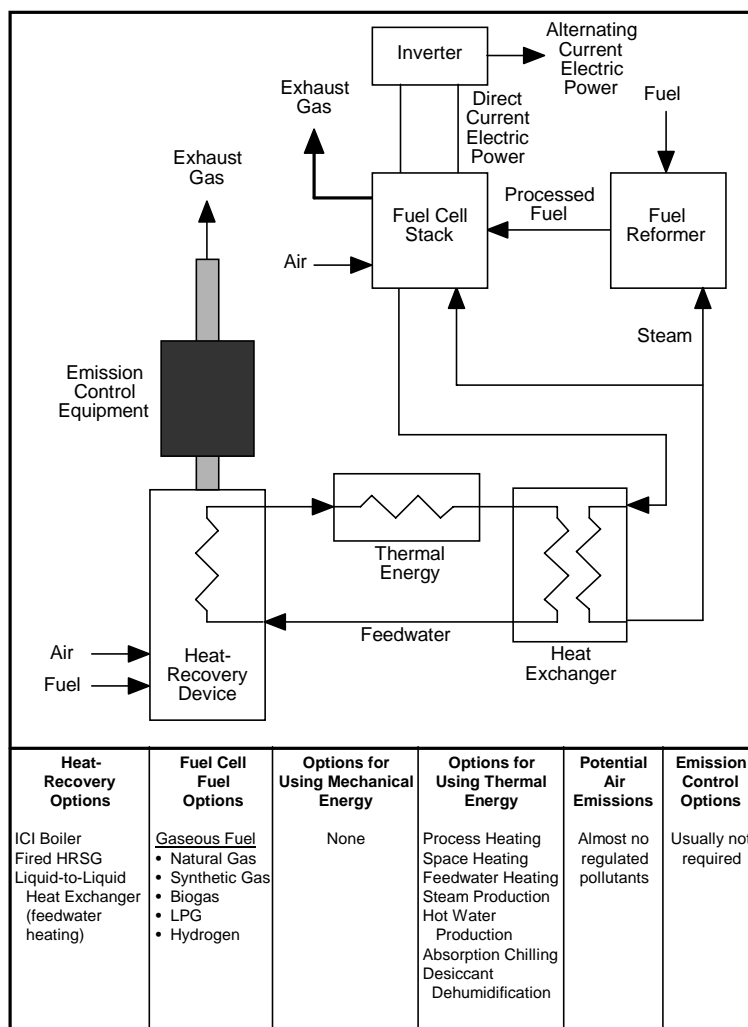 Inverter
Alternating
Current
Electric
Power
Exhaust
Gas
Direct
Current
Electric
Power
Fuel
Exhaust
Gas
Processed
Fuel
Fuel Cell
Stack
Fuel
Reformer
Air
Steam
Emission
Control
Equipment
Thermal
Energy
Feedwater
Heat
Exchanger
Air
Fuel
Heat-
Recovery
Device
Heat-
Recovery
Options
ICI Boiler
Fired HRSG
Liquid-to-Liquid
Heat Exchanger
(feedwater
heating)
Fuel Cell
Fuel
Options
Gaseous Fuel
• Natural Gas
• Synthetic Gas
• Biogas
• LPG
• Hydrogen
Options for
Using Mechanical
Energy
None
Options for
Using Thermal
Energy
Process Heating
Space Heating
Feedwater Heating
Steam Production
Hot Water
Production
Absorption Chilling
Desiccant
Dehumidification
Potential
Air
Emissions
Almost no
regulated
pollutants
Emission
Control
Options
Usually not
required